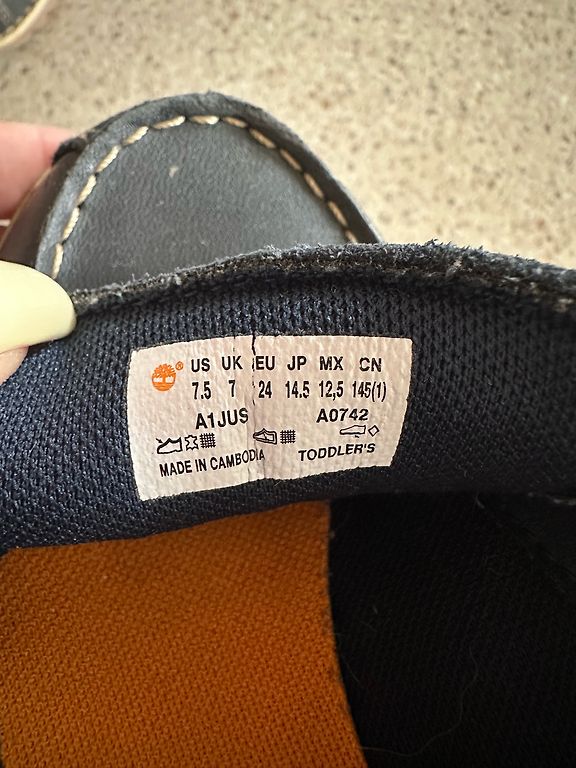 ® US UK EU JP MX CN
7.5 7 24 14.5 12,5 145(1)
A1JUS A0742
MADE IN CAMBODIA TODDLER'S